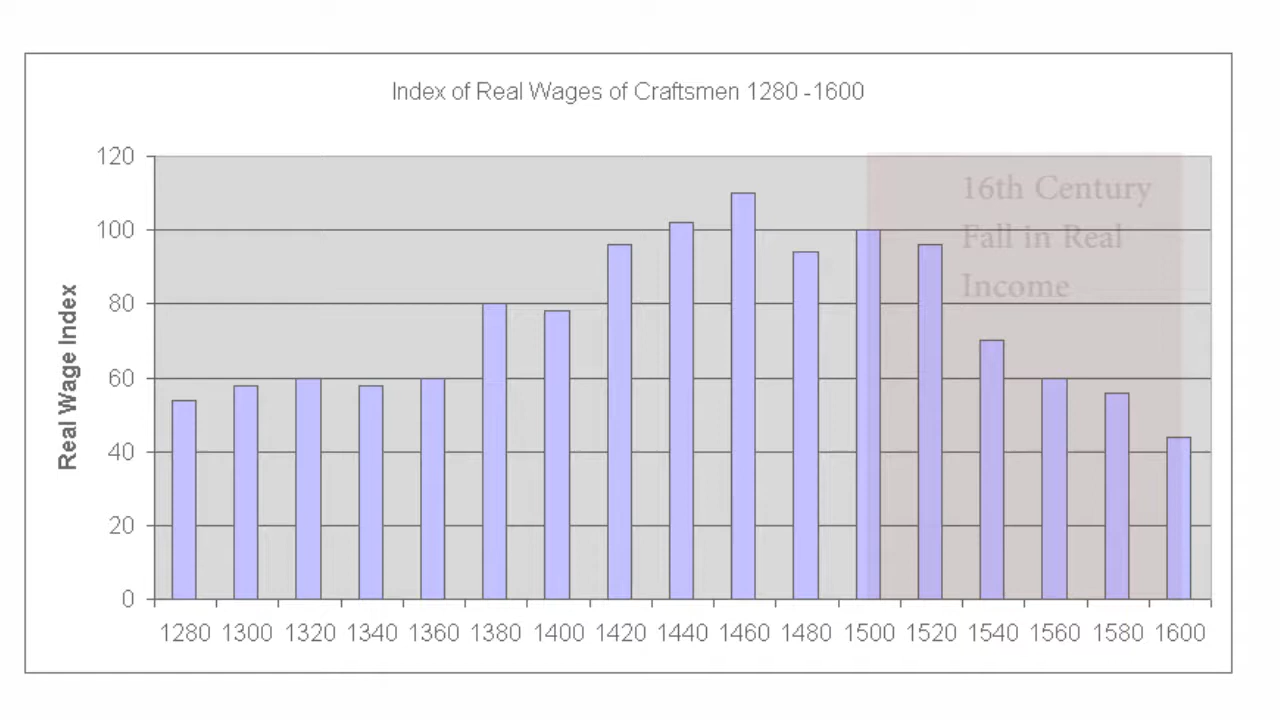 Index of Real Wages of Craftsmen 1280 -1600
16th Century
Fall in Real
Income
Real Wage Index
120
100
80
60
40
20
0
1280 1300 1320 1340 1360 1380 1400 1420 1440 1460 1480 1500 1520 1540 1560 1580 1600